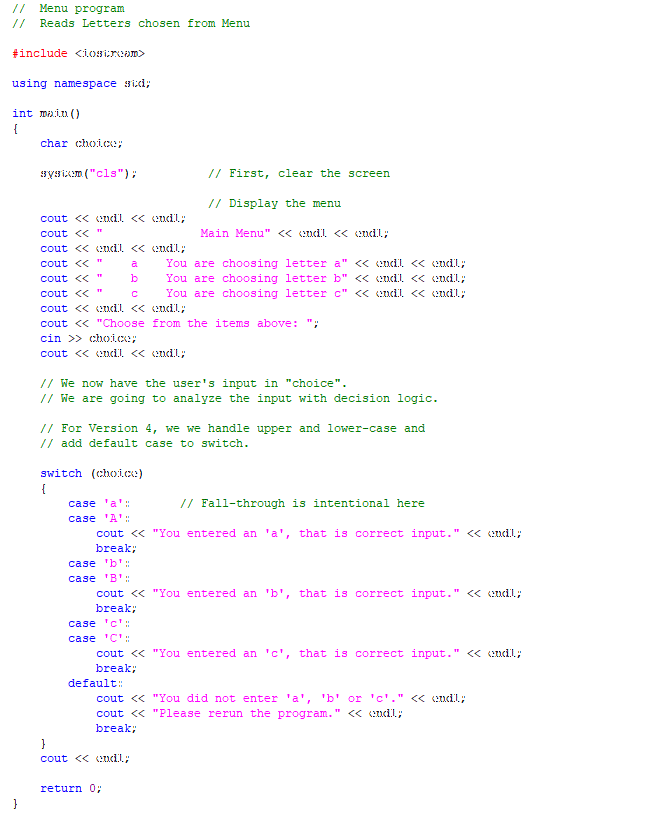 //  Menu program
//  Reads Letters chosen from Menu
#include <iostream>
using namespace std;
int main()
{
    char choice;
    system("cls");          // First, clear the screen
                            // Display the menu
    cout << endl << endl;
    cout << "              Main Menu" << endl << endl;
    cout << endl << endl;
    cout << "    a    You are choosing letter a" << endl << endl;
    cout << "    b    You are choosing letter b" << endl << endl;
    cout << "    c    You are choosing letter c" << endl << endl;
    cout << endl << endl;
    cout << "Choose from the items above: ";
    cin >> choice;
    cout << endl << endl;
    // We now have the user's input in "choice".
    // We are going to analyze the input with decision logic.
    // For Version 4, we we handle upper and lower-case and
    // add default case to switch.
    switch (choice)
    {
        case 'a':       // Fall-through is intentional here
        case 'A':
            cout << "You entered an 'a', that is correct input." << endl;
            break;
        case 'b':
        case 'B':
            cout << "You entered an 'b', that is correct input." << endl;
            break;
        case 'c':
        case 'C':
            cout << "You entered an 'c', that is correct input." << endl;
            break;
        default:
            cout << "You did not enter 'a', 'b' or 'c'." << endl;
            cout << "Please rerun the program." << endl;
            break;
    }
    cout << endl;
    return 0;
}